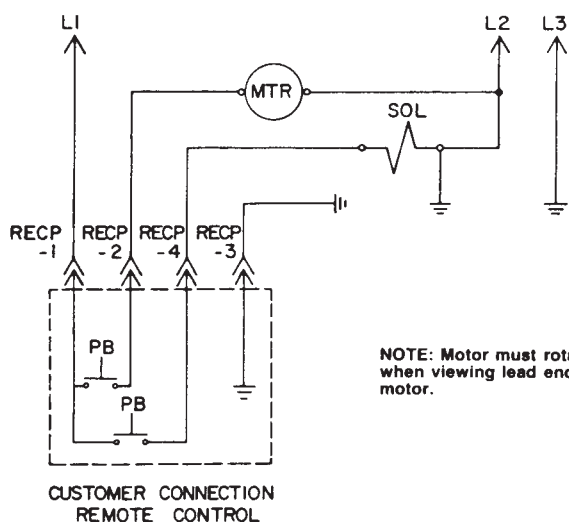 L1
L2
L3
MTR
SOL
RECP RECP RECP RECP
-1 -2 -4 -3
PB
PB
NOTE: Motor must rota
when viewing lead end
motor.
CUSTOMER CONNECTION
REMOTE CONTROL